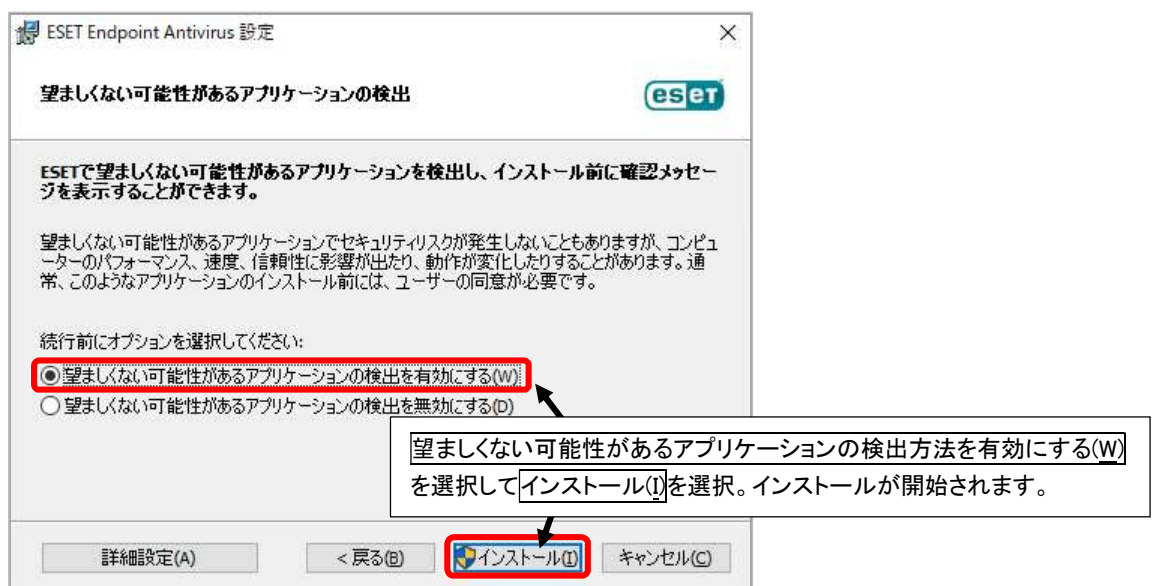 ESET Endpoint Antivirus 設定
望ましくない可能性があるアプリケーションの検出
eset
ESETで望ましくない可能性があるアプリケーションを検出し、インストール前に確認メッセー
ジを表示することができます。
望ましくない可能性があるアプリケーションでセキュリティリスクが発生しないこともありますが、コンピュ
ーターのパフォーマンス、速度、信頼性に影響が出たり、動作が変化したりすることがあります。通
常、このようなアプリケーションのインストール前には、ユーザーの同意が必要です。
続行前にオプションを選択してください:
望ましくない可能性があるアプリケーションの検出を有効にする(W)
望ましくない可能性があるアプリケーションの検出を無効にする(D)
望ましくない可能性があるアプリケーションの検出方法を有効にする(W)
を選択してインストール(I)を選択。インストールが開始されます。
詳細設定(A) < 戻る(B) インストール(I) キャンセル(C)